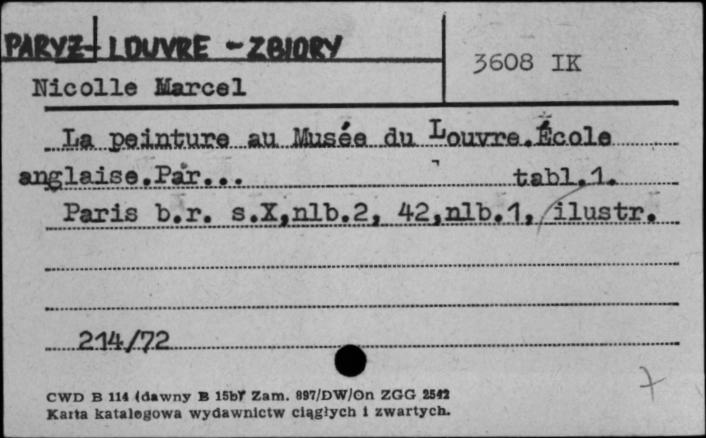 PARYZ - LOUVRE - ZBIORY
3608 IK
Nicolle Marcel
La peinture au Musée du Louvre.École
anglaise.Par...
tabl.1.
Paris b.r. s.X,nlb.2, 42,nlb.1, ilustr.
214/72
CWD B 114 (dawny B 15b) Zam. 897/DW/On ZGG 2542
Karta katalogowa wydawnictw ciągłych i zwartych.